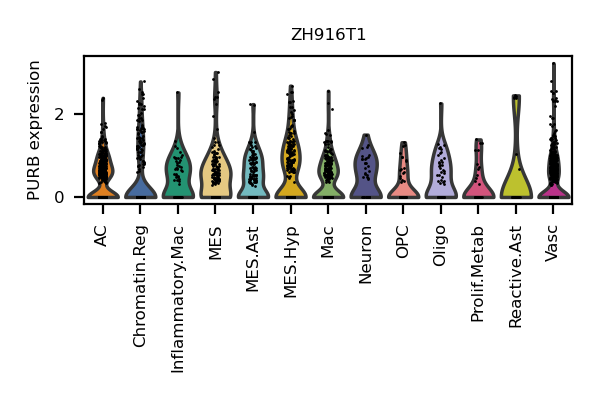 ZH916T1
PURB expression
2
0
AC
Chromatin.Reg
Inflammatory.Mac
MES
MES.Ast
MES.Hyp
Mac
Neuron
OPC
Oligo
Prolif.Metab
Reactive.Ast
Vasc